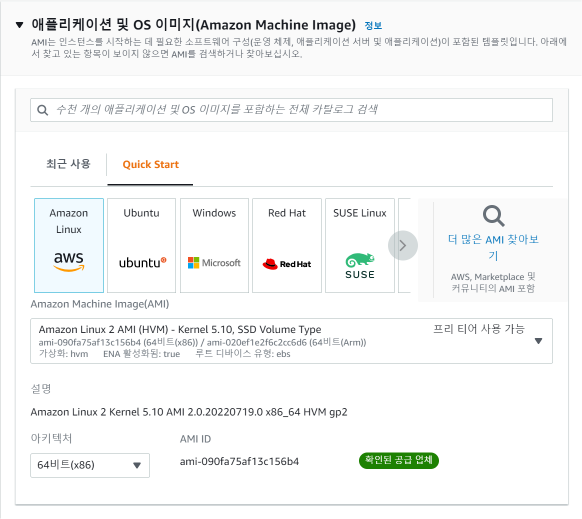 애플리케이션 및 OS 이미지(Amazon Machine Image) 정보
AMI는 인스턴스를 시작하는 데 필요한 소프트웨어 구성(운영 체제, 애플리케이션 서버 및 애플리케이션)이 포함된 템플릿입니다. 아래에
서 찾고 있는 항목이 보이지 않으면 AMI를 검색하거나 찾아보십시오.
수천 개의 애플리케이션 및 OS 이미지를 포함하는 전체 카탈로그 검색
최근 사용
Quick Start
Amazon
Linux
aws
Ubuntu
ubuntu
Windows
Microsoft
Red Hat
Red Hat
SUSE Linux
SUSE
더 많은 AMI 찾아보
기
AWS, Marketplace 및
커뮤니티의 AMI 포함
Amazon Machine Image(AMI)
Amazon Linux 2 AMI (HVM) - Kernel 5.10, SSD Volume Type
프리 티어 사용 가능
ami-090fa75af13c156b4 (64비트(x86)) / ami-020ef1e2f6c2cc6d6 (64비트(Arm))
가상화: hvm ENA 활성화됨: true 루트 디바이스 유형: ebs
설명
Amazon Linux 2 Kernel 5.10 AMI 2.0.20220719.0 x86_64 HVM gp2
아키텍처
AMI ID
64비트(x86)
ami-090fa75af13c156b4
확인된 공급 업체